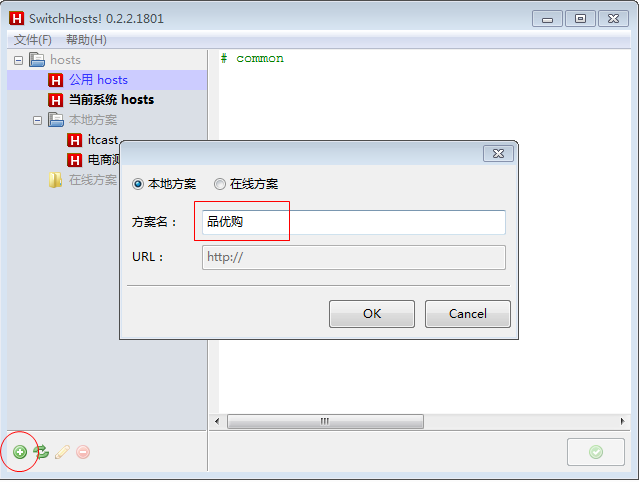 SwitchHosts! 0.2.2.1801
文件(F) 帮助(H)
hosts
公用 hosts
当前系统 hosts
本地方案
itcast
电商
在线方案
# common
本地方案 在线方案
方案名：
品优购
URL：
http://
OK Cancel